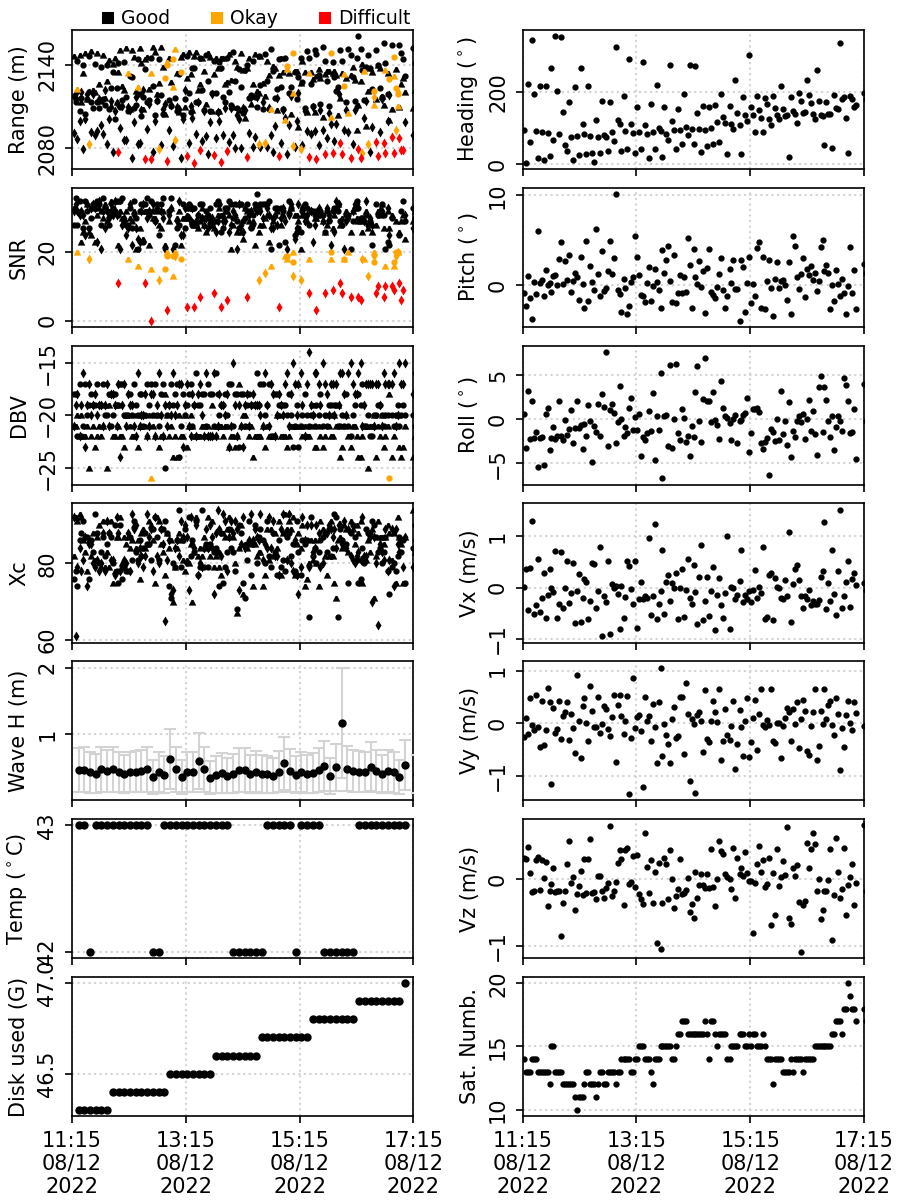 Good Okay Difficult
Range (m)
2140
2080
Heading (°)
200
0
SNR
20
0
Pitch (°)
10
0
DBV
−15
−20
−25
Roll (°)
5
0
−5
Xc
80
60
Vx (m/s)
1
0
−1
Wave H (m)
2
1
Vy (m/s)
1
0
−1
Temp (°C)
43
42
Vz (m/s)
0
−1
Disk used (G)
47.0
46.5
Sat. Numb.
20
15
10
11:15 13:15 15:15 17:15 11:15 13:15 15:15 17:15
08/12 08/12 08/12 08/12 08/12 08/12 08/12 08/12
2022 2022 2022 2022 2022 2022 2022 2022